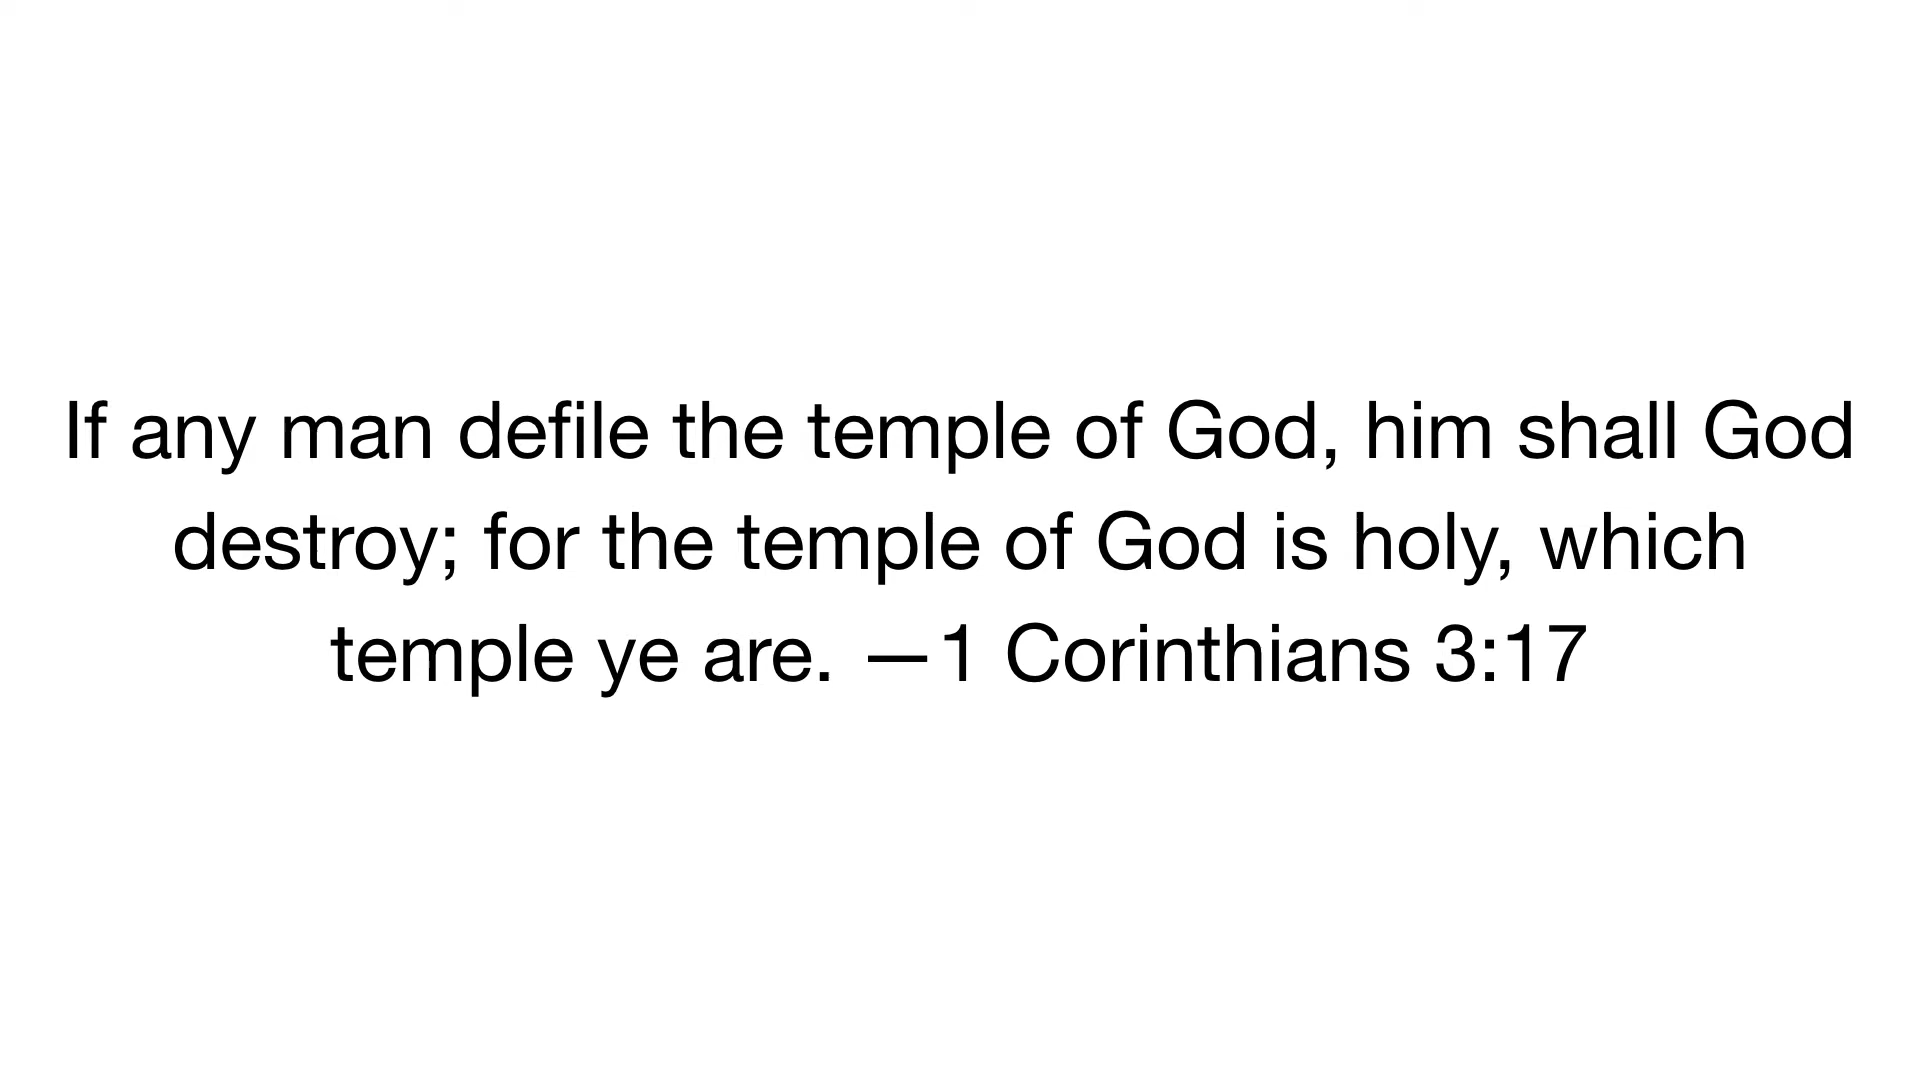 If any man defile the temple of God, him shall God
destroy; for the temple of God is holy, which
temple ye are. —1 Corinthians 3:17